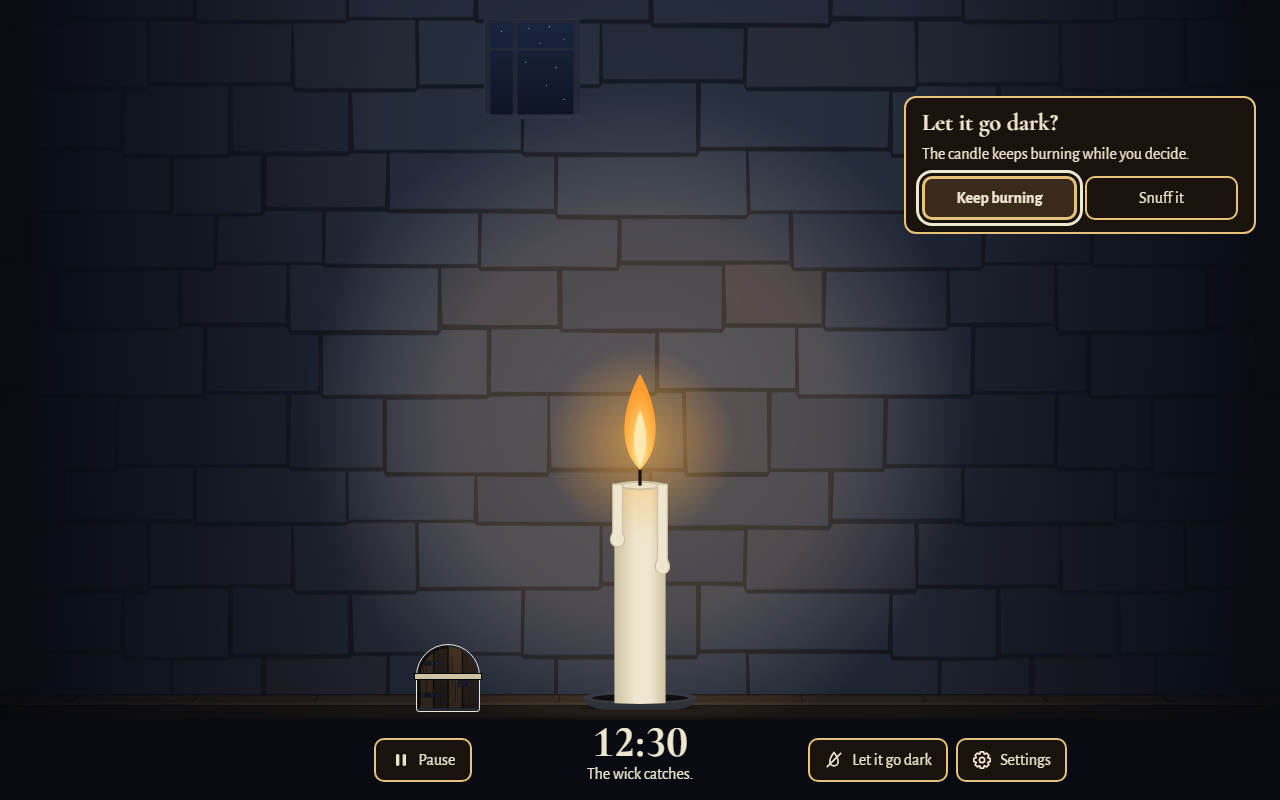 Let it go dark?
The candle keeps burning while you decide.
Keep burning
Snuff it
Pause
12:30
The wick catches.
Let it go dark
Settings